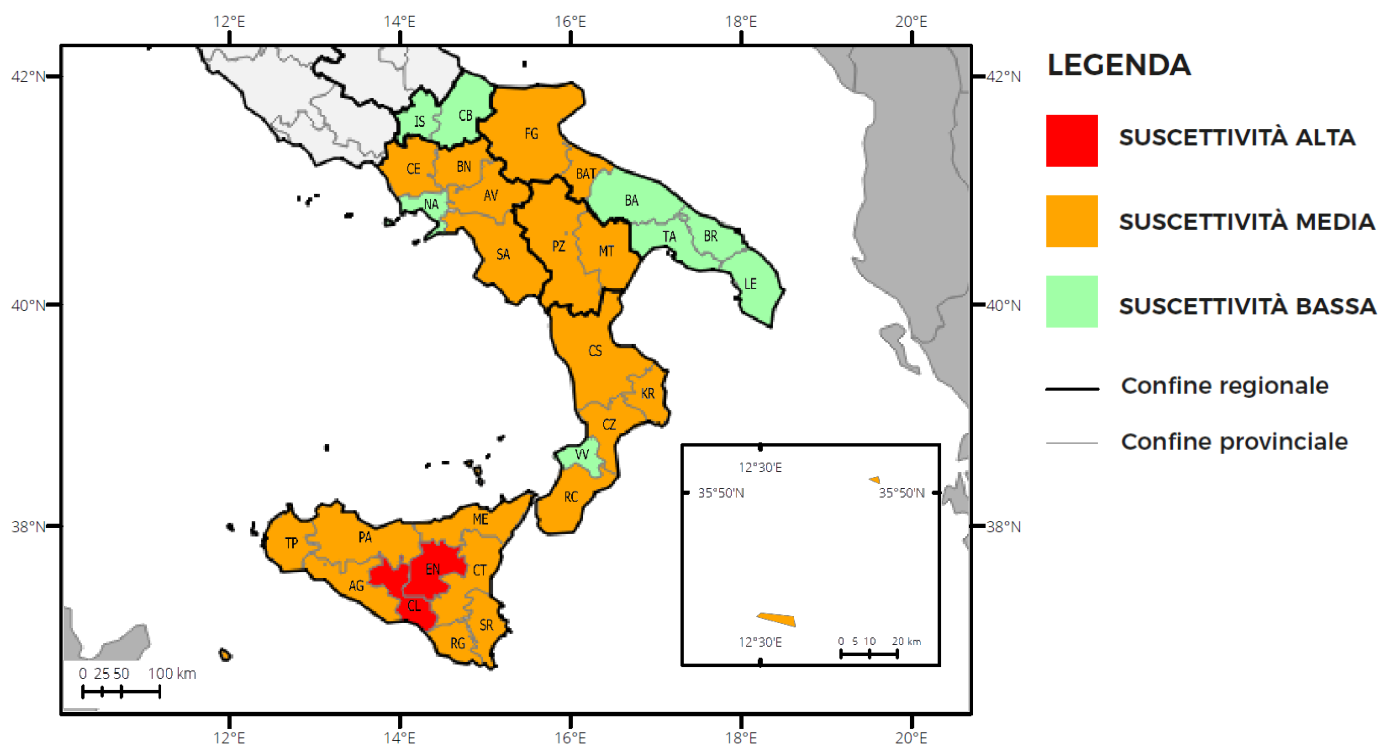 12°E 14°E 16°E 18°E 20°E
42°N 42°N
40°N 40°N
38°N 38°N
12°E 14°E 16°E 18°E 20°E
IS
CB
FG
CE
BN
BAT
AV
NA
BA
SA
PZ
MT
TA
BR
LE
CS
KR
CZ
VV
RC
ME
PA
TP
EN
CT
AG
CL
SR
RG
0 25 50 100 km
12°30'E
35°50'N 35°50'N
12°30'E
0 5 10 20 km
LEGENDA
SUSCETTIVITÀ ALTA
SUSCETTIVITÀ MEDIA
SUSCETTIVITÀ BASSA
Confine regionale
Confine provinciale